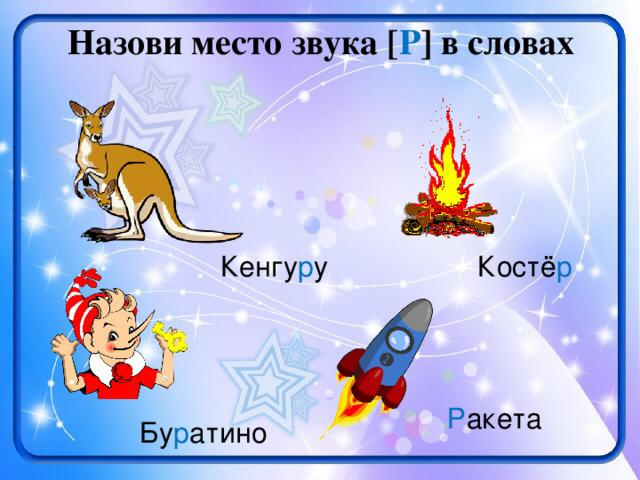 Назови место звука [Р] в словах
Кенгуру
Костёр
Буратино
Ракета